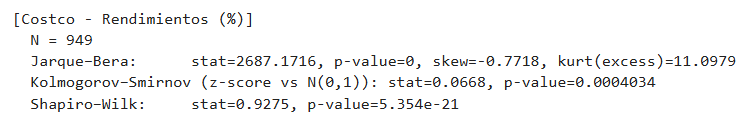 [Costco - Rendimientos (%)]
N = 949
Jarque-Bera: stat=2687.1716, p-value=0, skew=-0.7718, kurt(excess)=11.0979
Kolmogorov-Smirnov (z-score vs N(0,1)): stat=0.0668, p-value=0.0004034
Shapiro-Wilk: stat=0.9275, p-value=5.354e-21